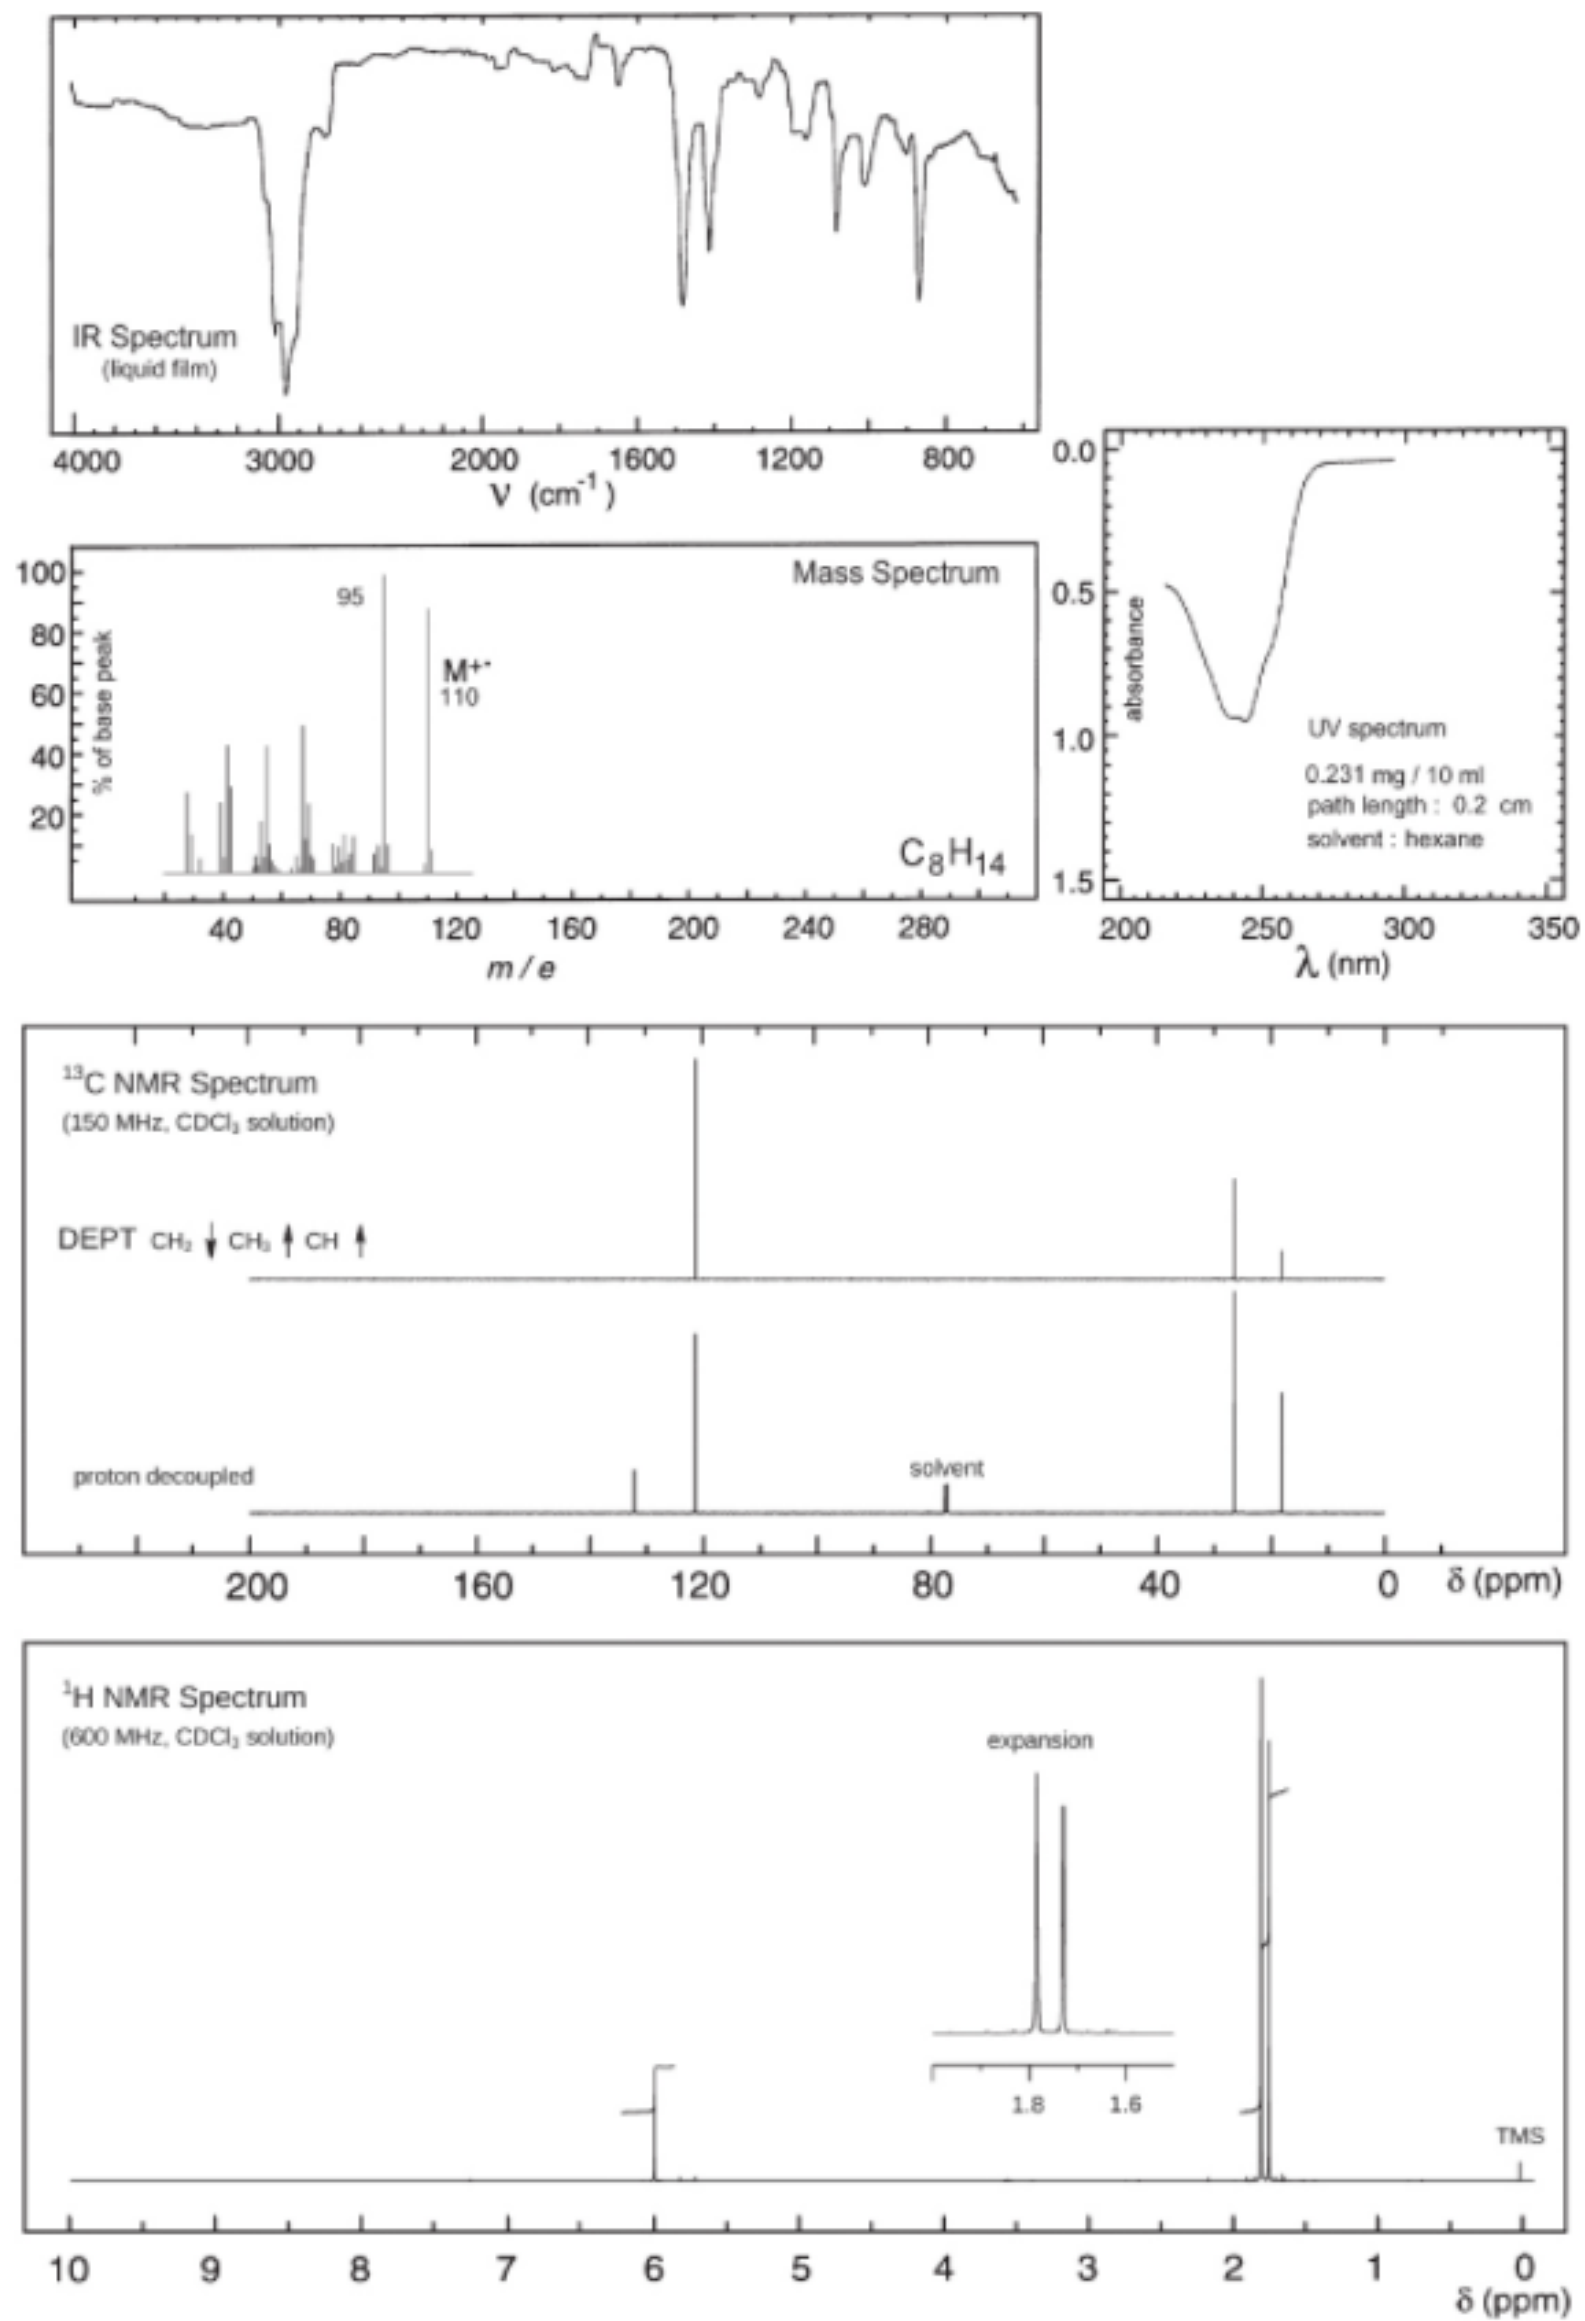 IR Spectrum
(liquid film)
4000 3000 2000 1600 1200 800
ν (cm⁻¹)
Mass Spectrum
100
80
60
40
20
% of base peak
95
M⁺·
110
C₈H₁₄
40 80 120 160 200 240 280
m / e
0.0
0.5
1.0
1.5
absorbance
UV spectrum
0.231 mg / 10 ml
path length : 0.2 cm
solvent : hexane
200 250 300 350
λ (nm)
¹³C NMR Spectrum
(150 MHz, CDCl₃ solution)
DEPT CH₂ CH₃ CH
proton decoupled
solvent
200 160 120 80 40 0 δ (ppm)
¹H NMR Spectrum
(600 MHz, CDCl₃ solution)
expansion
1.8 1.6
TMS
10 9 8 7 6 5 4 3 2 1 0
δ (ppm)